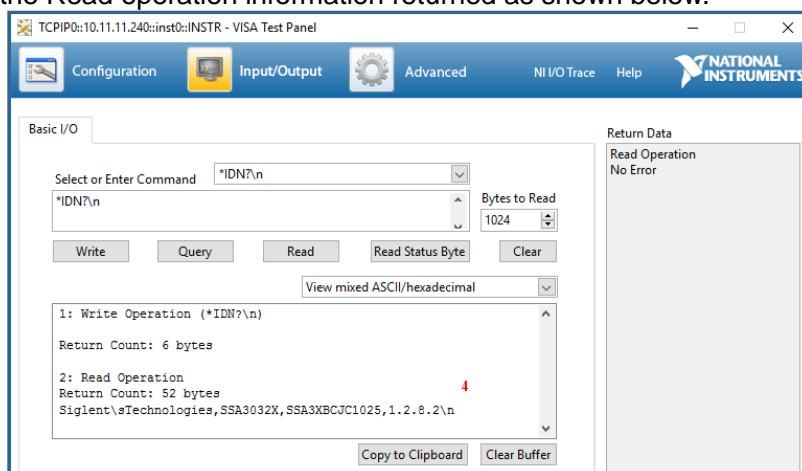 the Read operation information returned as shown below.
TCPIP0::10.11.11.240::inst0::INSTR - VISA Test Panel
Configuration Input/Output Advanced NI I/O Trace Help NATIONAL INSTRUMENTS
Basic I/O
Return Data
Read Operation
No Error
Select or Enter Command *IDN?\n
*IDN?\n
Bytes to Read
1024
Write Query Read Read Status Byte Clear
View mixed ASCII/hexadecimal
1: Write Operation (*IDN?\n)
Return Count: 6 bytes
2: Read Operation
4
Return Count: 52 bytes
Siglent\sTechnologies,SSA3032X,SSA3XBCJC1025,1.2.8.2\n
Copy to Clipboard Clear Buffer